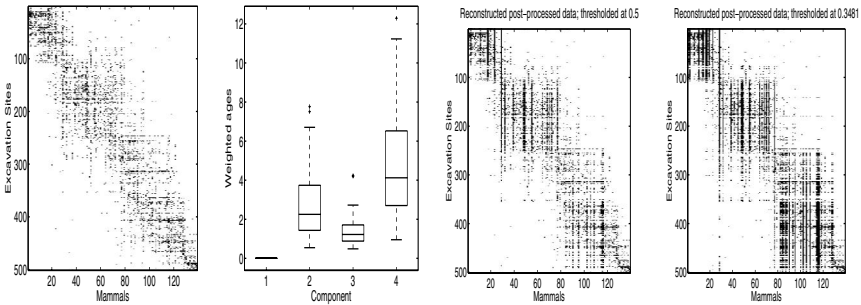 Reconstructed post-processed data; thresholded at 0.5
Reconstructed post-processed data; thresholded at 0.3481
Excavation Sites
100
200
300
400
500
20 40 60 80 100 120
Mammals
Weighted ages
12
10
8
6
4
2
0
1 2 3 4
Component
Excavation Sites
100
200
300
400
500
20 40 60 80 100 120
Mammals
Excavation Sites
100
200
300
400
500
20 40 60 80 100 120
Mammals